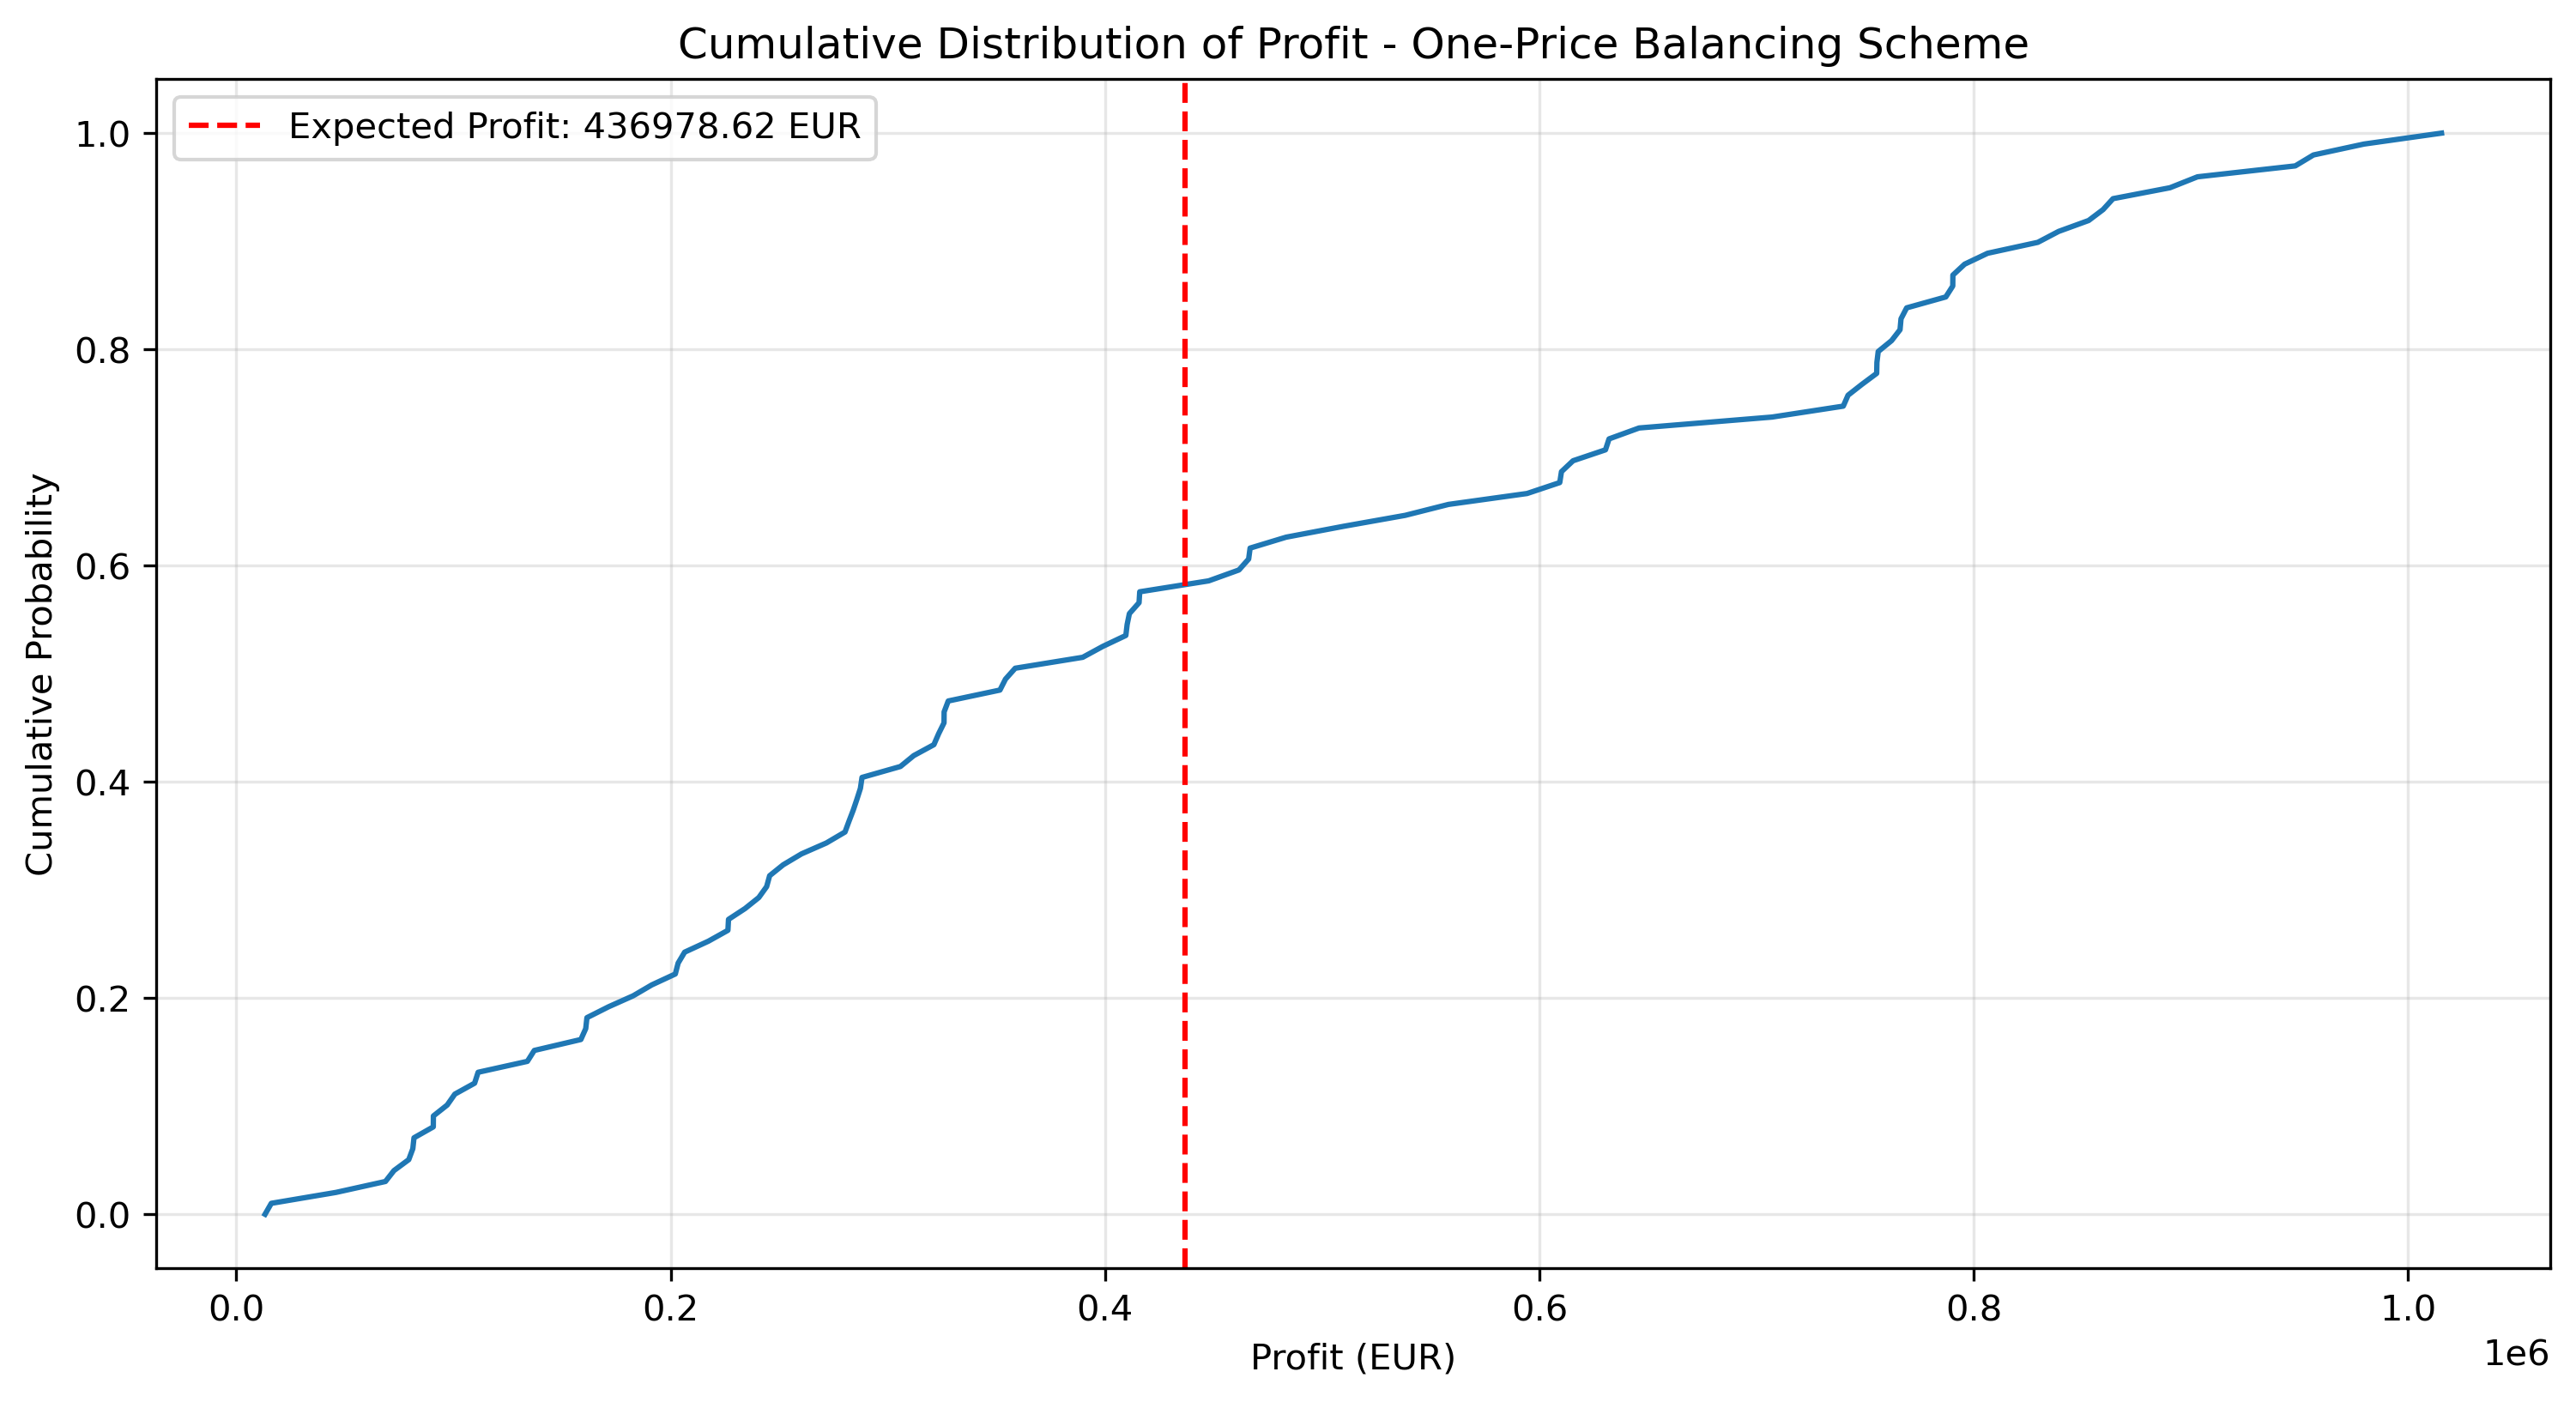 Cumulative Distribution of Profit - One-Price Balancing Scheme
Expected Profit: 436978.62 EUR
1.0
0.8
0.6
0.4
0.2
0.0
Cumulative Probability
0.0 0.2 0.4 0.6 0.8 1.0
1e6
Profit (EUR)